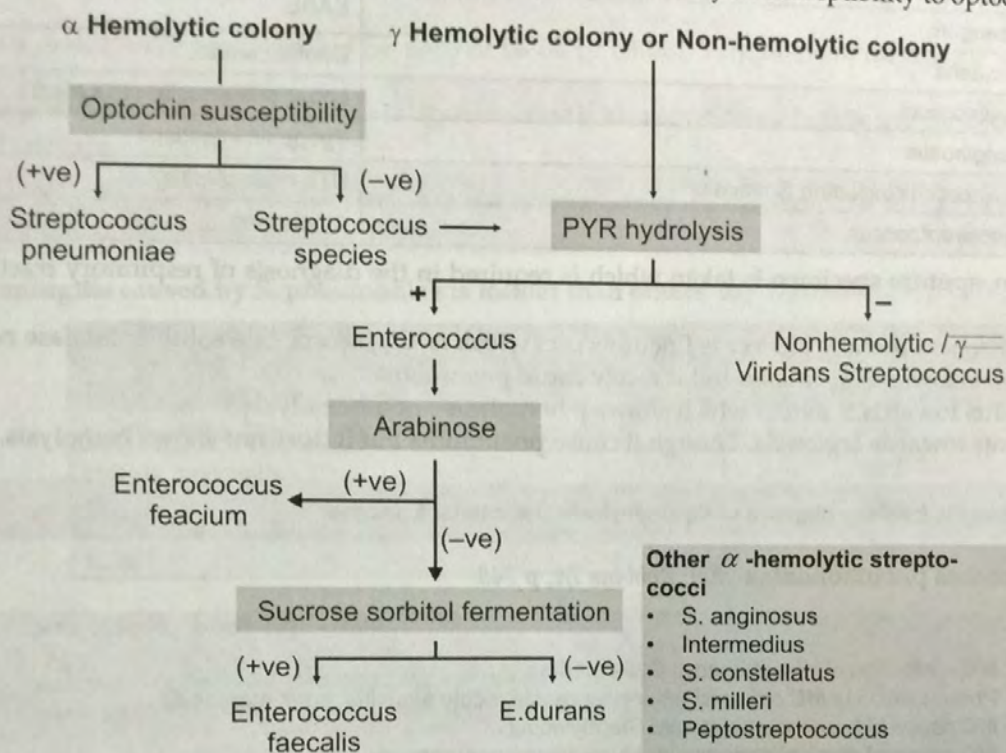 to optoc
α Hemolytic colony
γ Hemolytic colony or Non-hemolytic colony
Optochin susceptibility
(+ve)
(−ve)
Streptococcus
pneumoniae
Streptococcus
species
PYR hydrolysis
+
−
Enterococcus
Nonhemolytic / γ
Viridans Streptococcus
Arabinose
Enterococcus
feacium
(+ve)
(−ve)
Sucrose sorbitol fermentation
(+ve)
(−ve)
Enterococcus
faecalis
E.durans
Other α -hemolytic strepto-
cocci
• S. anginosus
• Intermedius
• S. constellatus
• S. milleri
• Peptostreptococcus